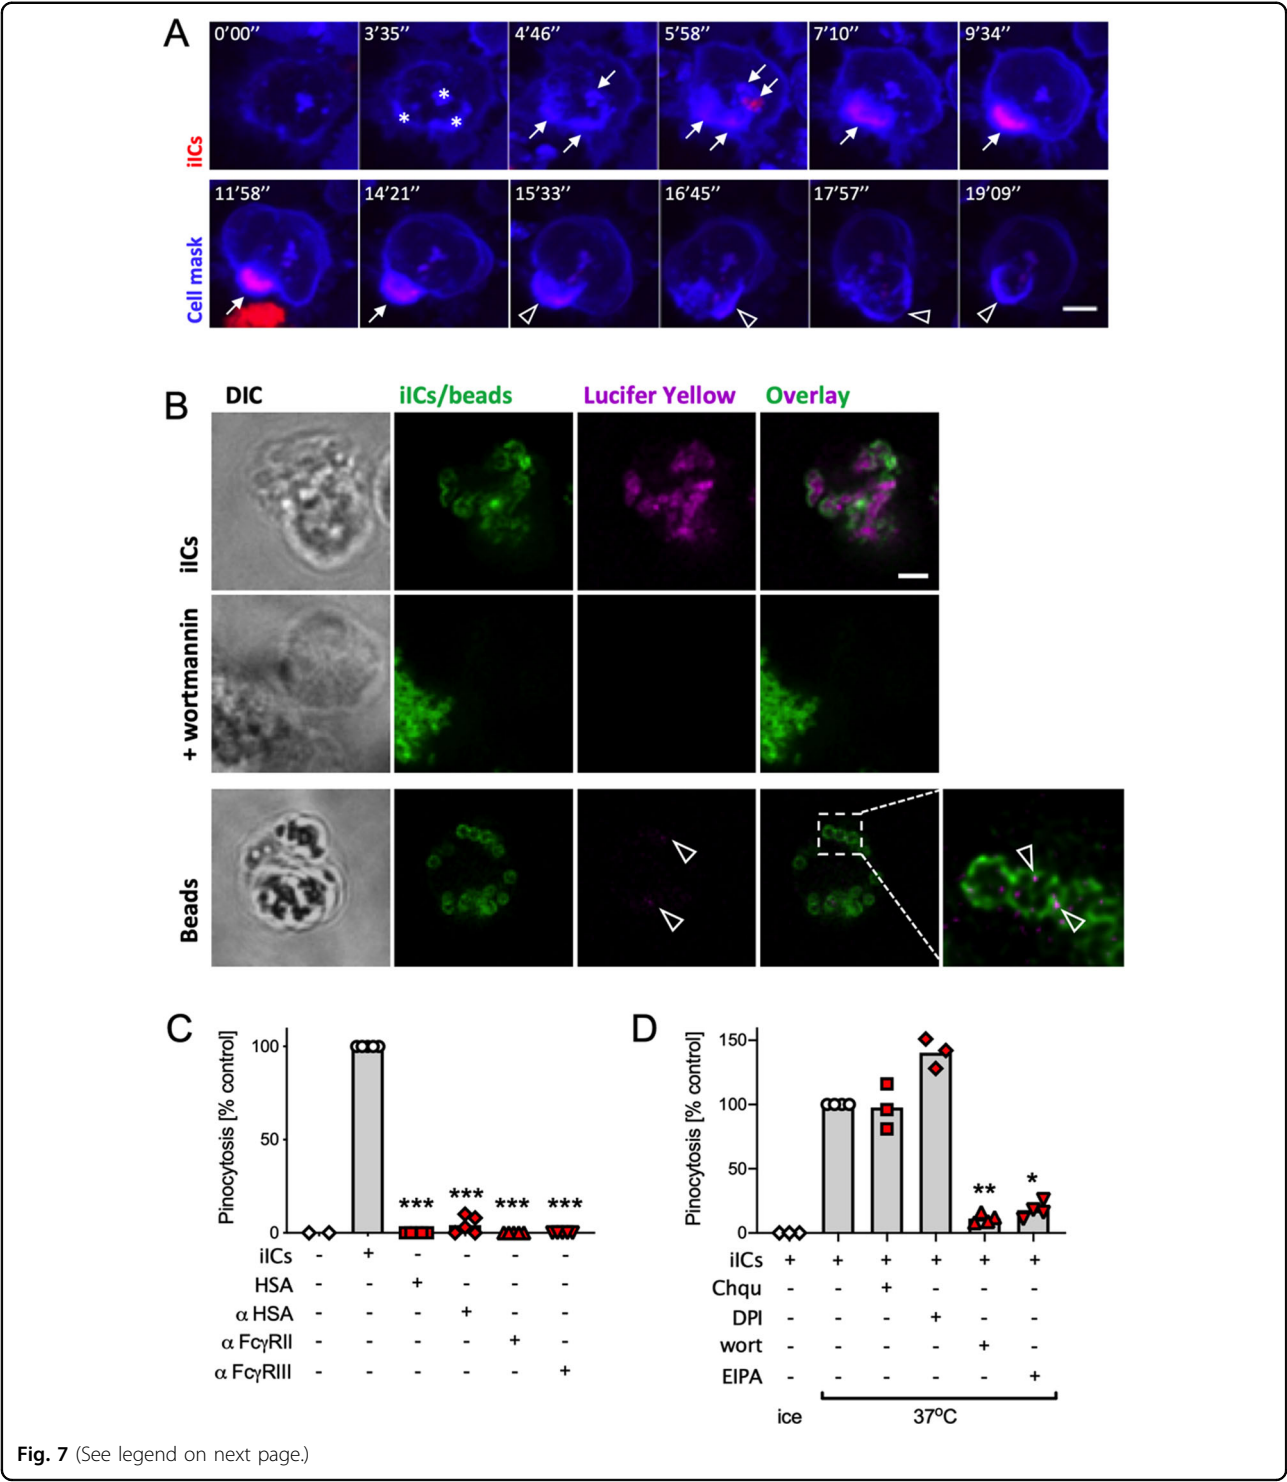 A
0’00’’ 3’35’’ 4’46’’ 5’58’’ 7’10’’ 9’34’’
* * *
iICs
11’58’’ 14’21’’ 15’33’’ 16’45’’ 17’57’’ 19’09’’
Cell mask
B
DIC iICs/beads Lucifer Yellow Overlay
iICs
+ wortmannin
Beads
C
Pinocytosis [% control]
100
50
0
*** *** *** ***
iICs - + - - - -
HSA - - + - - -
α HSA - - - + - -
α FcγRII - - - - + -
α FcγRIII - - - - - +
D
Pinocytosis [% control]
150
100
50
0
** *
iICs + + + + + +
Chqu - - + - - -
DPI - - - + - -
wort - - - - + -
EIPA - - - - - +
ice 37ºC
Fig. 7 (See legend on next page.)